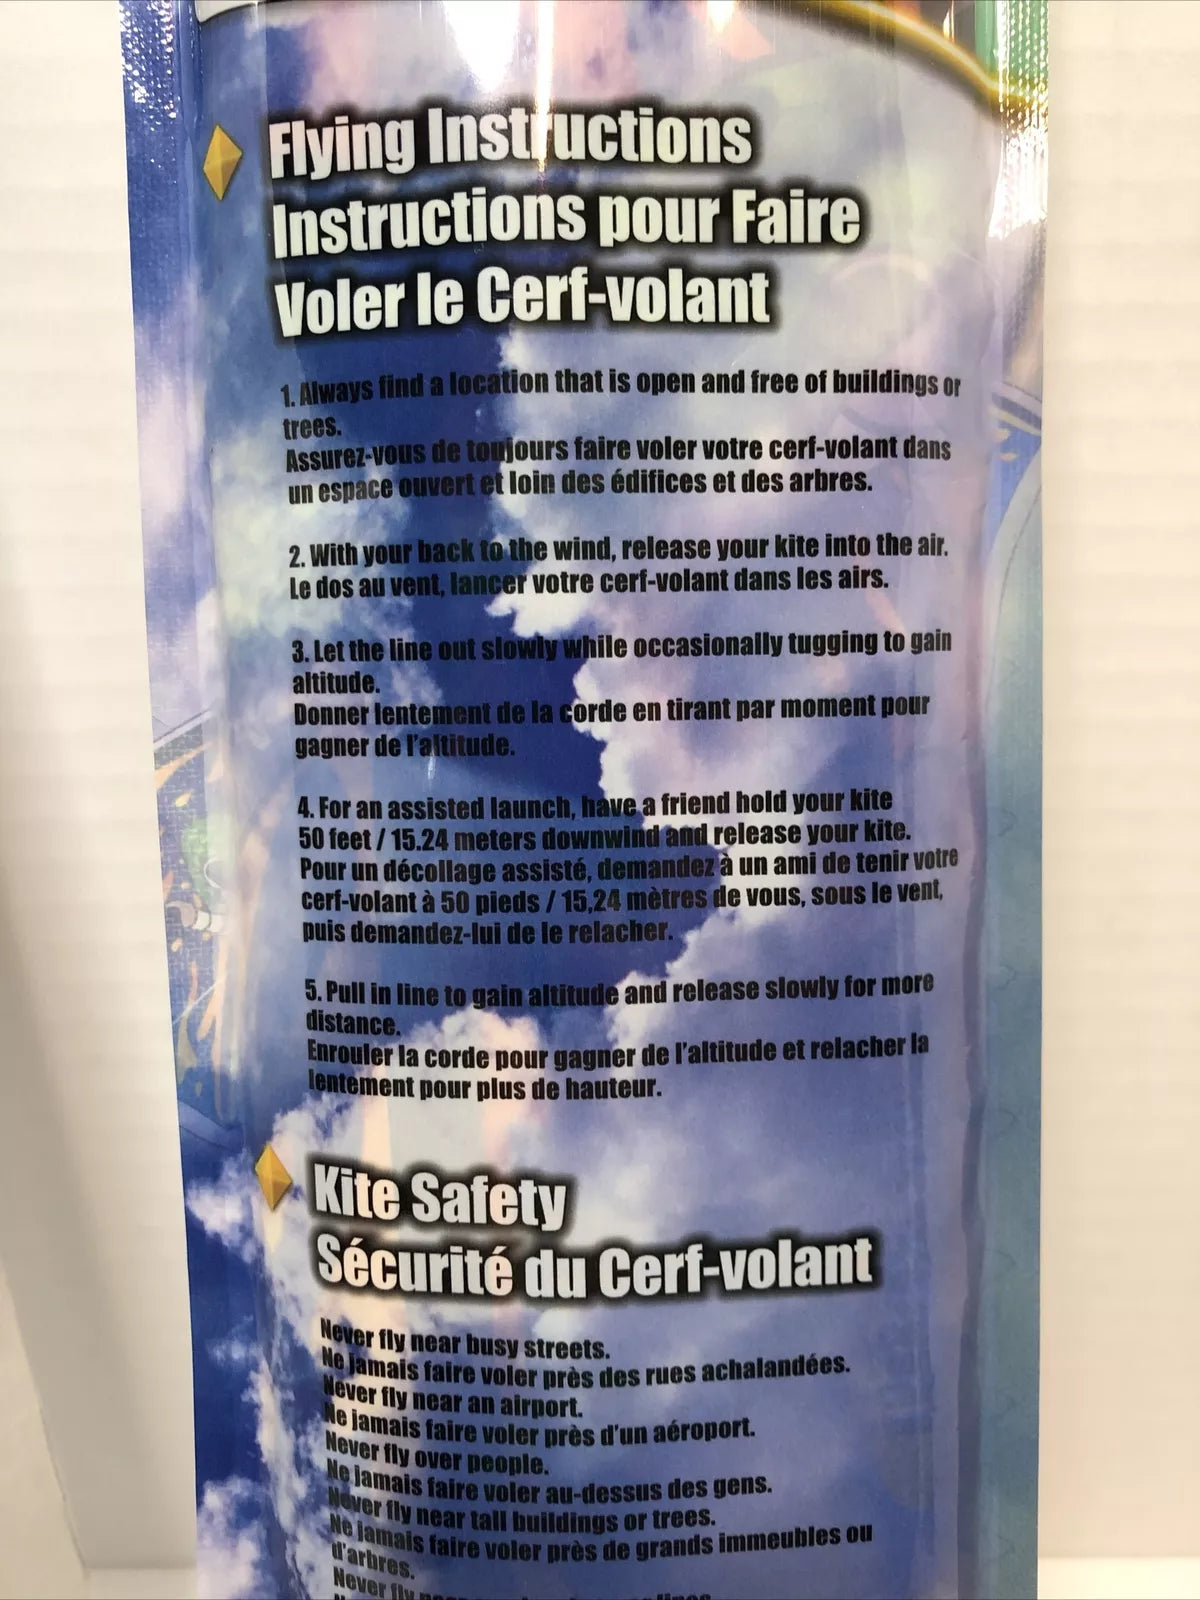 Flying Instructions
Instructions pour Faire
Voler le Cerf-volant
1. Always find a location that is open and free of buildings or
trees.
Assurez-vous de toujours faire voler votre cerf-volant dans
un espace ouvert et loin des édifices et des arbres.
2. With your back to the wind, release your kite into the air.
Le dos au vent, lancer votre cerf-volant dans les airs.
3. Let the line out slowly while occasionally tugging to gain
altitude.
Donner lentement de la corde en tirant par moment pour
gagner de l'altitude.
4. For an assisted launch, have a friend hold your kite
50 feet / 15.24 meters downwind and release your kite.
Pour un décollage assisté, demandez à un ami de tenir votre
cerf-volant à 50 pieds / 15,24 mètres de vous, sous le vent,
puis demandez-lui de le relacher.
5. Pull in line to gain altitude and release slowly for more
distance.
Enrouler la corde pour gagner de l'altitude et relacher la
lentement pour plus de hauteur.
Kite Safety
Sécurité du Cerf-volant
Never fly near busy streets.
Ne jamais faire voler près des rues achalandées.
Never fly near an airport.
Ne jamais faire voler près d'un aéroport.
Never fly over people.
Ne jamais faire voler au-dessus des gens.
Never fly near tall buildings or trees.
Ne jamais faire voler près de grands immeubles ou
d'arbres.
Never fly lines